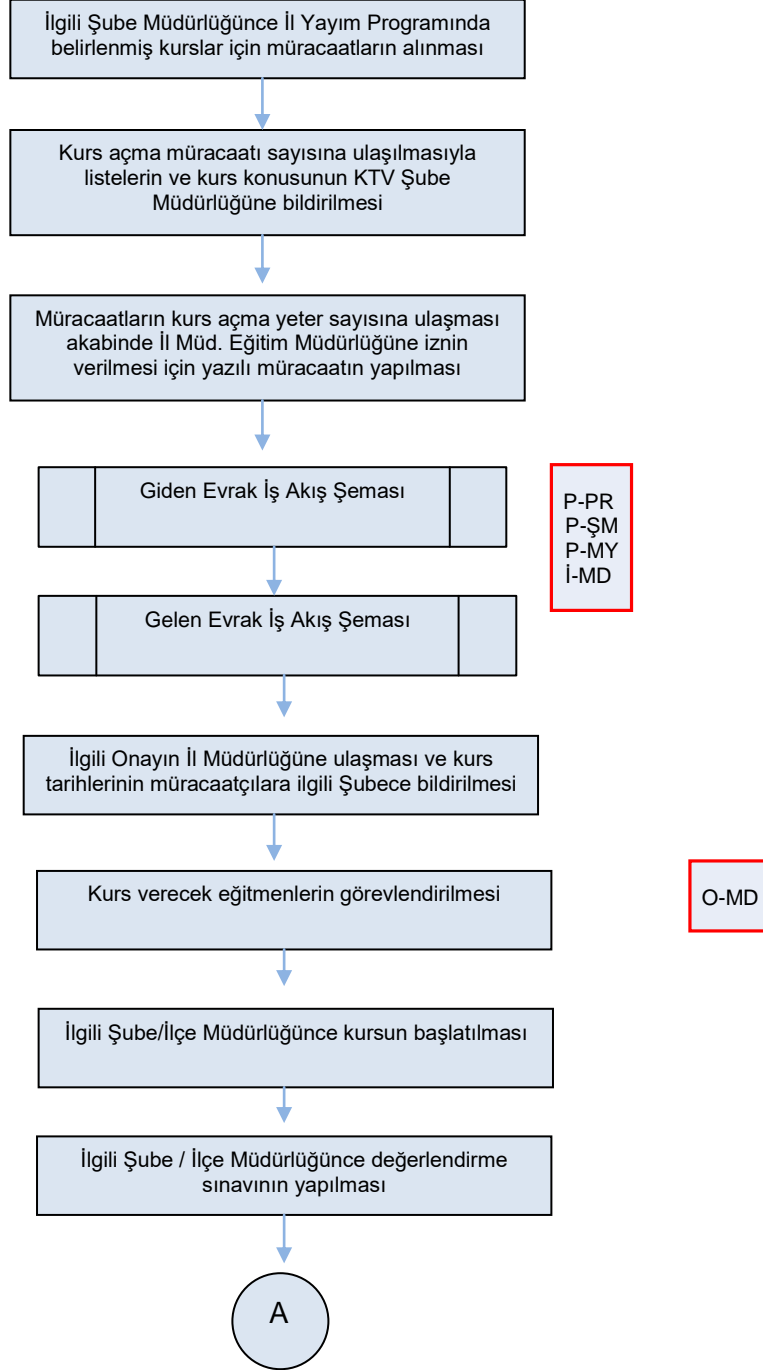 İlgili Şube Müdürlüğünce İl Yayım Programında
belirlenmiş kurslar için müracaatların alınması
Kurs açma müracaatı sayısına ulaşılmasıyla
listelerin ve kurs konusunun KTV Şube
Müdürlüğüne bildirilmesi
Müracaatların kurs açma yeter sayısına ulaşması
akabinde İl Müd. Eğitim Müdürlüğüne iznin
verilmesi için yazılı müracaatın yapılması
Giden Evrak İş Akış Şeması
P-PR
P-ŞM
P-MY
İ-MD
Gelen Evrak İş Akış Şeması
İlgili Onayın İl Müdürlüğüne ulaşması ve kurs
tarihlerinin müracaatçılara ilgili Şubece bildirilmesi
Kurs verecek eğitmenlerin görevlendirilmesi
O-MD
İlgili Şube/İlçe Müdürlüğünce kursun başlatılması
İlgili Şube / İlçe Müdürlüğünce değerlendirme
sınavının yapılması
A